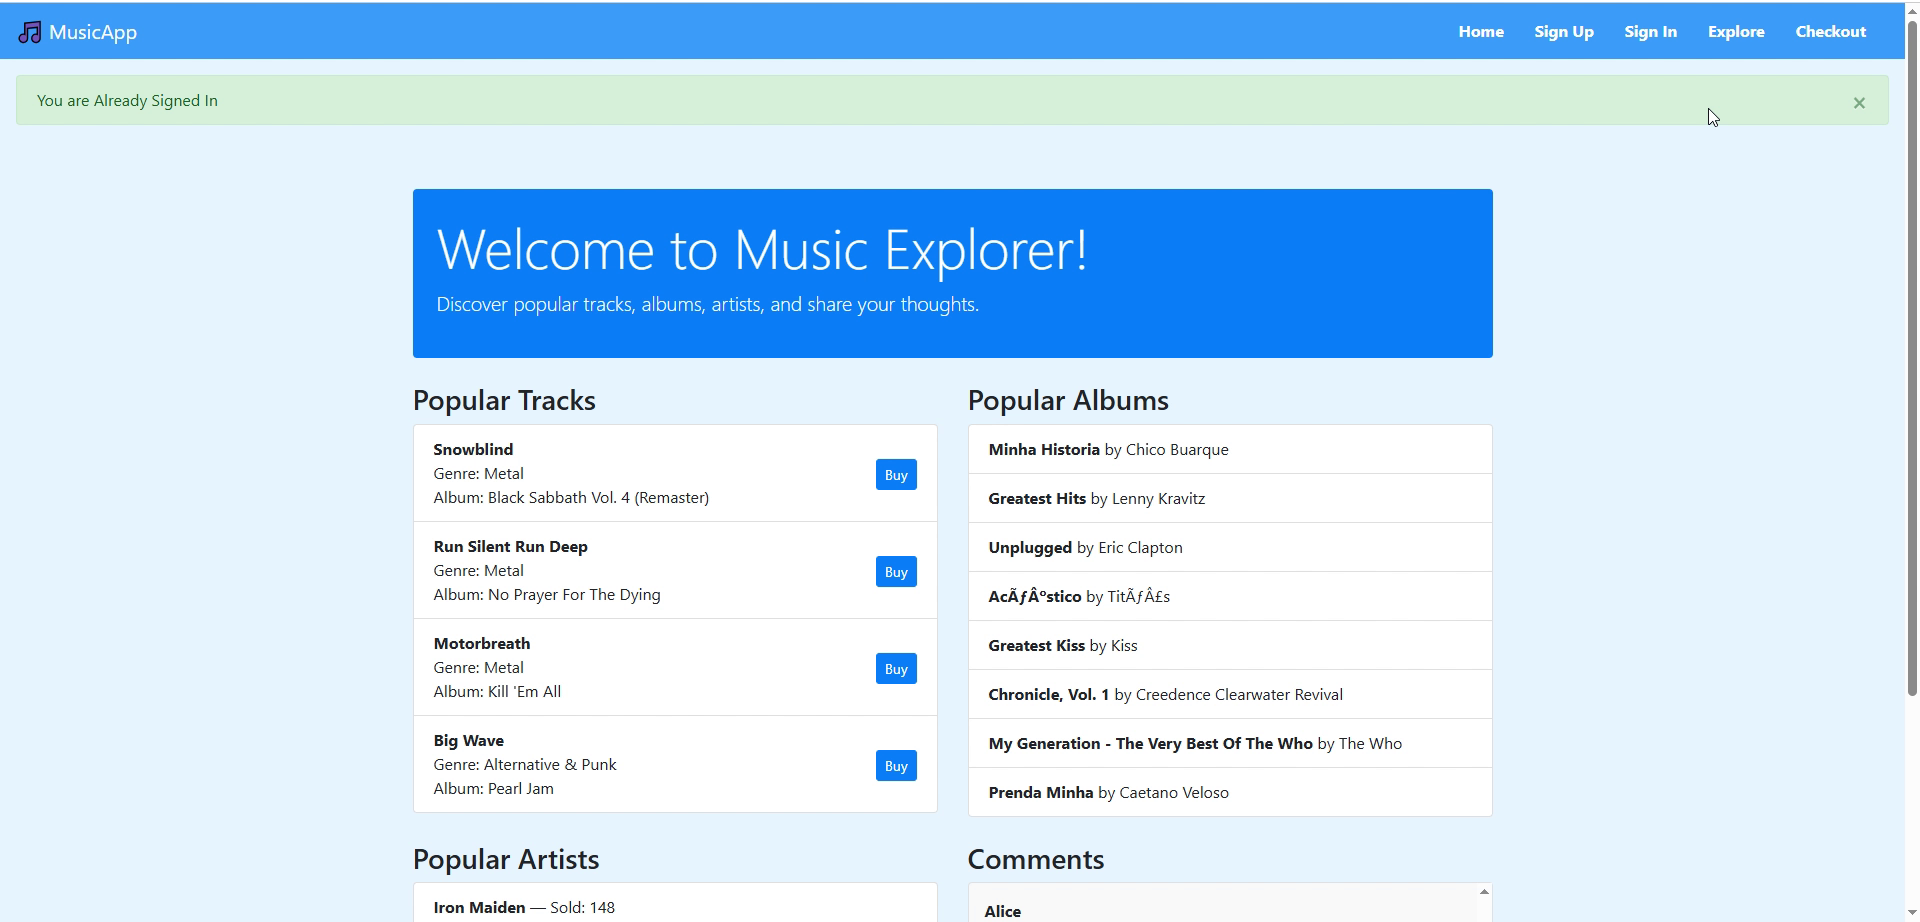 MusicApp
Home Sign Up Sign In Explore Checkout
You are Already Signed In
×
Welcome to Music Explorer!
Discover popular tracks, albums, artists, and share your thoughts.
Popular Tracks
Snowblind
Genre: Metal
Album: Black Sabbath Vol. 4 (Remaster)
Buy
Run Silent Run Deep
Genre: Metal
Album: No Prayer For The Dying
Buy
Motorbreath
Genre: Metal
Album: Kill 'Em All
Buy
Big Wave
Genre: Alternative & Punk
Album: Pearl Jam
Buy
Popular Albums
Minha Historia by Chico Buarque
Greatest Hits by Lenny Kravitz
Unplugged by Eric Clapton
AcÃƒÂºstico by TitÃƒÂ£s
Greatest Kiss by Kiss
Chronicle, Vol. 1 by Creedence Clearwater Revival
My Generation - The Very Best Of The Who by The Who
Prenda Minha by Caetano Veloso
Popular Artists
Iron Maiden — Sold: 148
Comments
Alice